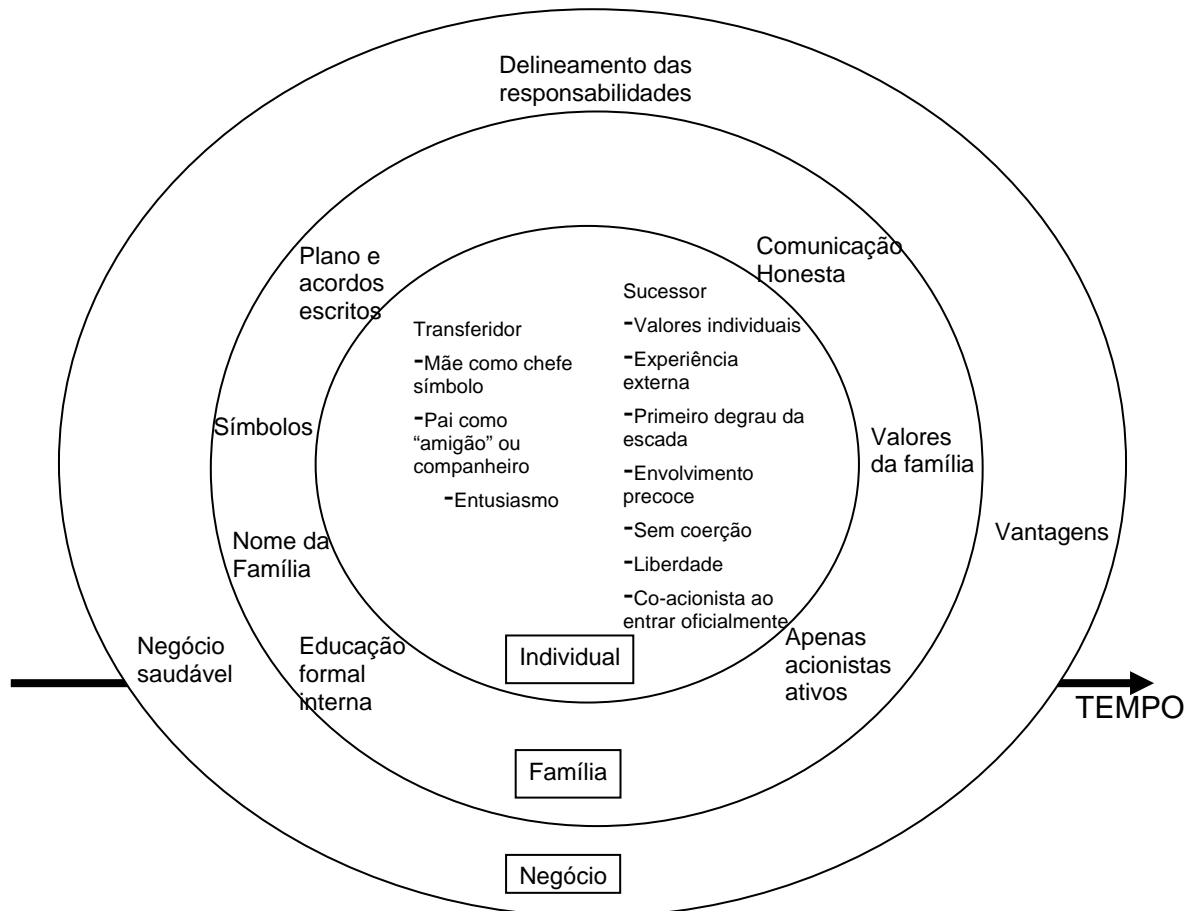 Delineamento das
responsabilidades
Plano e
acordos
escritos
Comunicação
Honesta
Transferidor
-Mãe como chefe
símbolo
-Pai como
“amigão” ou
companheiro
-Entusiasmo
Sucessor
-Valores individuais
-Experiência
externa
-Primeiro degrau da
escada
-Envolvimento
precoce
-Sem coerção
-Liberdade
-Co-acionista ao
entrar oficialmente
Símbolos
Valores
da família
Nome da
Família
Vantagens
Negócio
saudável
Educação
formal
interna
Individual
Apenas
acionistas
ativos
TEMPO
Família
Negócio